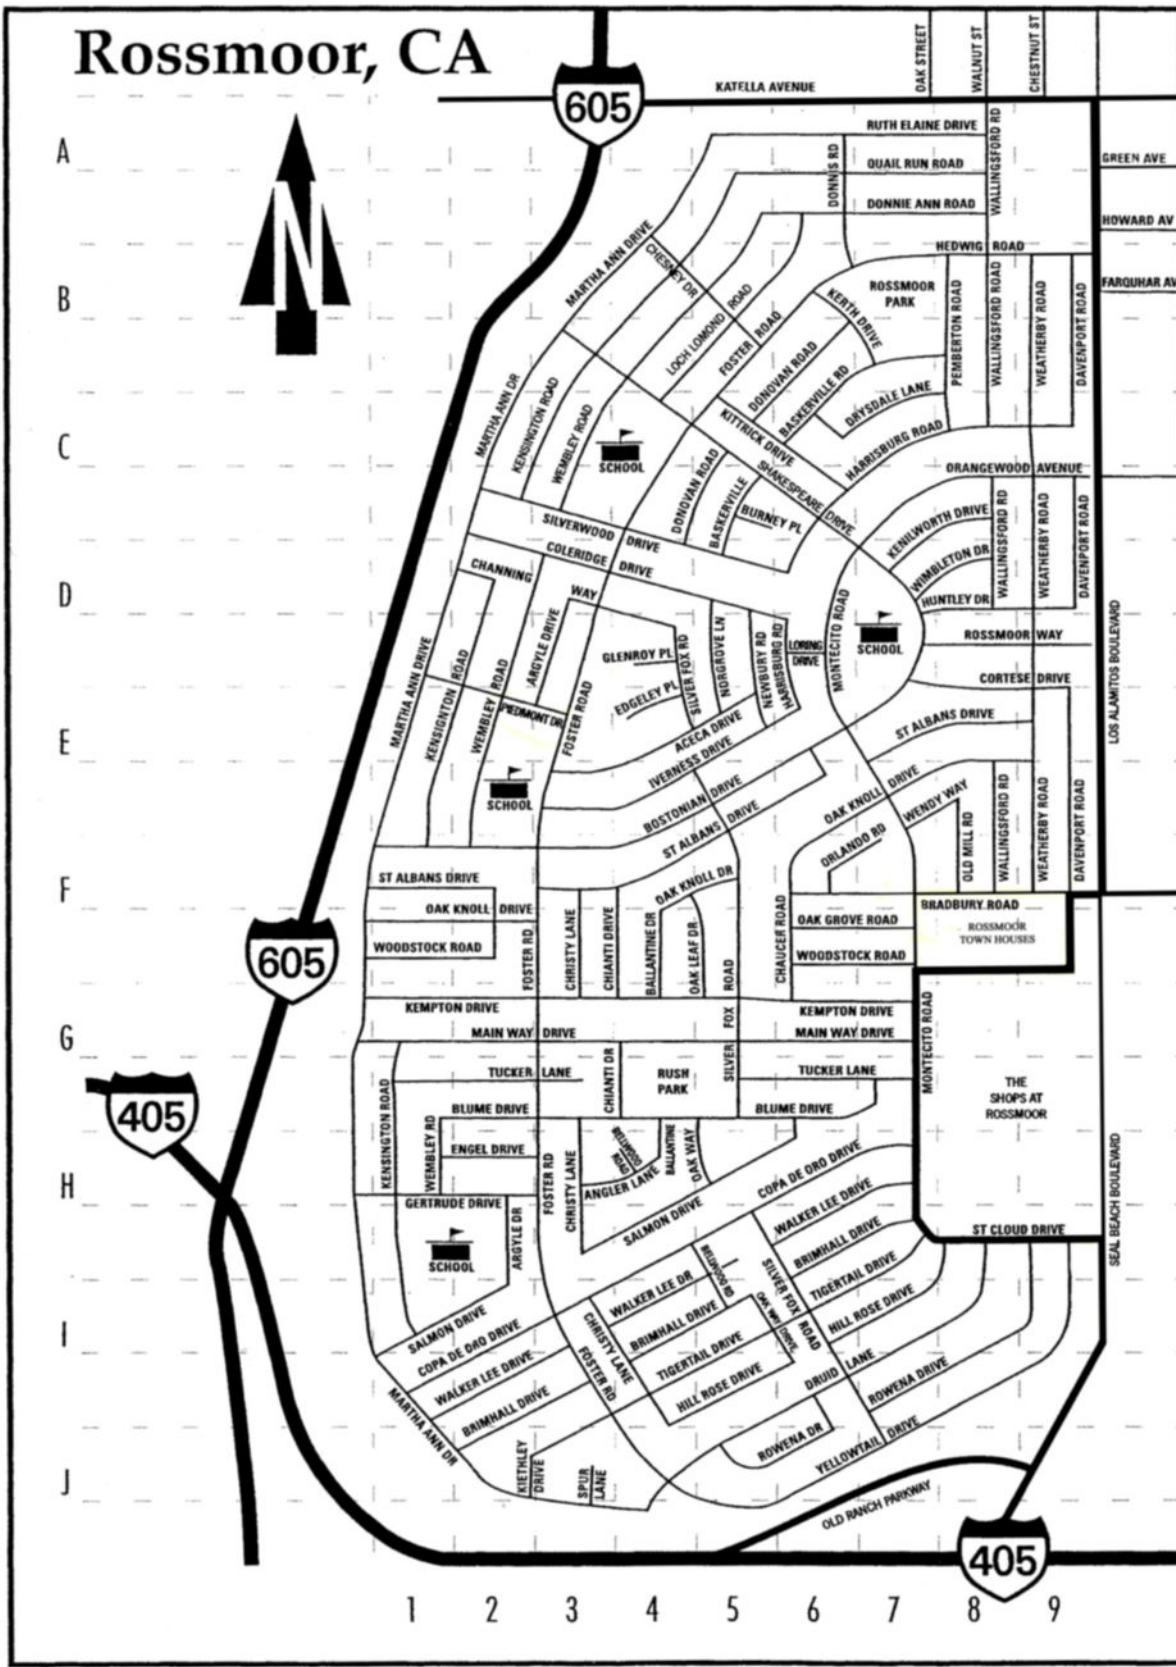 Rossmoor, CA
605
KATELLA AVENUE
OAK STREET
WALNUT ST
CHESTNUT ST
A
RUTH ELAINE DRIVE
WALLINGSFORD RD
QUAIL RUN ROAD
DONNIS RD
GREEN AVE
DONNIE ANN ROAD
HOWARD AV
N
MARTHA ANN DRIVE
CHESNEY DR
HEDWIG ROAD
B
ROSSMOOR
PARK
FARQUHAR AV
LOCH LOMOND ROAD
FOSTER ROAD
KERTH DRIVE
PEMBERTON ROAD
WALLINGSFORD ROAD
WEATHERBY ROAD
DAVENPORT ROAD
DONOVAN ROAD
BASKERVILLE RD
DRYSDALE LANE
MARTHA ANN DR
KENSINGTON ROAD
WEMBLEY ROAD
KITTRICK DRIVE
HARRISBURG ROAD
C
SCHOOL
DONOVAN ROAD
SHAKESPEARE DRIVE
ORANGEWOOD AVENUE
BASKERVILLE
BURNEY PL
SILVERWOOD DRIVE
KENILWORTH DRIVE
WALLINGSFORD RD
WEATHERBY ROAD
DAVENPORT ROAD
COLERIDGE DRIVE
WIMBLETON DR
CHANNING WAY
D
HUNTLEY DR
MONTECITO ROAD
SCHOOL
ROSSMOOR WAY
LORING
DRIVE
ARGYLE DRIVE
GLENROY PL
SILVER FOX RD
NORGROVE LN
NEWBURY RD
HARRISBURG RD
LOS ALAMITOS BOULEVARD
MARTHA ANN DRIVE
KENSIGNTON ROAD
WEMBLEY ROAD
EDGELEY PL
CORTESE DRIVE
PIEDMONT DR
FOSTER ROAD
ACECA DRIVE
ST ALBANS DRIVE
E
IVERNESS DRIVE
SCHOOL
BOSTONIAN DRIVE
OAK KNOLL DRIVE
WENDY WAY
ST ALBANS DRIVE
ORLANDO RD
OLD MILL RD
WALLINGSFORD RD
WEATHERBY ROAD
DAVENPORT ROAD
F
ST ALBANS DRIVE
OAK KNOLL DR
OAK KNOLL DRIVE
BRADBURY ROAD
OAK GROVE ROAD
ROSSMOOR
TOWN HOUSES
WOODSTOCK ROAD
FOSTER RD
CHRISTY LANE
CHIANTI DRIVE
BALLANTINE DR
OAK LEAF DR
CHAUCER ROAD
WOODSTOCK ROAD
605
KEMPTON DRIVE
KEMPTON DRIVE
G
MAIN WAY DRIVE
SILVER FOX ROAD
MAIN WAY DRIVE
MONTECITO ROAD
TUCKER LANE
CHIANTI DR
RUSH
PARK
TUCKER LANE
THE
SHOPS AT
ROSSMOOR
405
KENSINGTON ROAD
BLUME DRIVE
BLUME DRIVE
WEMBLEY RD
ENGEL DRIVE
BELLWOOD
ROAD
BALLANTINE
OAK WAY
COPA DE ORO DRIVE
H
FOSTER RD
CHRISTY LANE
ANGLER LANE
WALKER LEE DRIVE
SEAL BEACH BOULEVARD
GERTRUDE DRIVE
SALMON DRIVE
BRIMHALL DRIVE
ST CLOUD DRIVE
SCHOOL
ARGYLE DR
BELLWOOD RD
SILVER FOX ROAD
TIGERTAIL DRIVE
WALKER LEE DR
HILL ROSE DRIVE
I
SALMON DRIVE
COPA DE ORO DRIVE
CHRISTY LANE
BRIMHALL DRIVE
OAK WAY DRIVE
WALKER LEE DRIVE
FOSTER RD
TIGERTAIL DRIVE
DRUID LANE
MARTHA ANN DR
BRIMHALL DRIVE
HILL ROSE DRIVE
ROWENA DRIVE
ROWENA DR
YELLOWTAIL DRIVE
J
KIETHLEY
DRIVE
SPUR
LANE
OLD RANCH PARKWAY
405
1 2 3 4 5 6 7 8 9